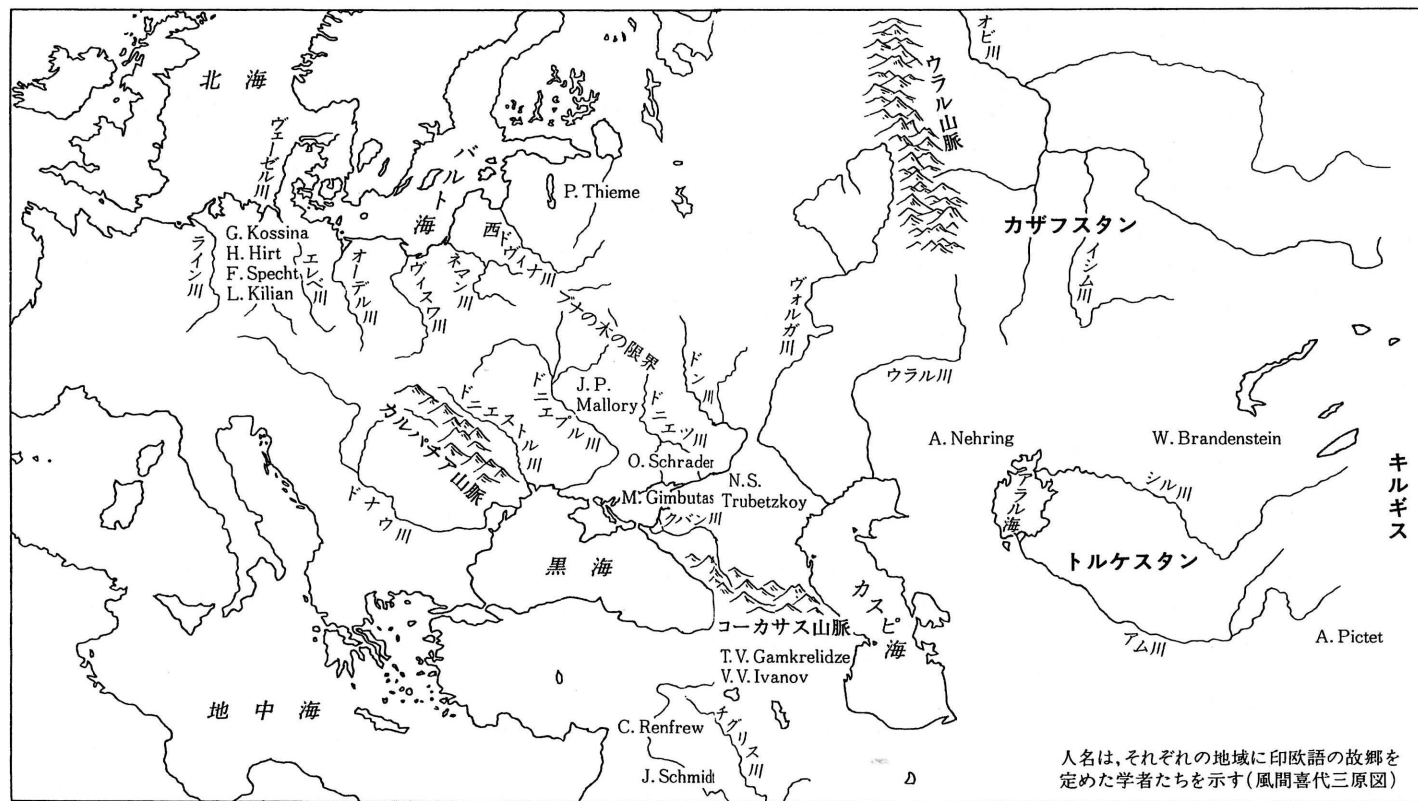 北海
ヴェーゼル川
バルト海
P. Thieme
オビ川
ウラル山脈
カザフスタン
イシム川
G. Kossina
H. Hirt
F. Specht
L. Kilian
ライン川
エレベ川
オーデル川
ヴィスワ川
ネマン川
西ドヴィナ川
ブナの木の限界
ヴォルガ川
ドン川
ウラル川
J. P.
Mallory
ドニエストル川
ドニエプル川
ドニェツ川
カルパチア山脈
O. Schrader
A. Nehring
W. Brandenstein
M. Gimbutas
N.S.
Trubetzkoy
クバン川
ドナウ川
アラル海
シル川
キルギス
黒海
カスピ海
トルケスタン
コーカサス山脈
アム川
A. Pictet
T. V. Gamkrelidze
V. V. Ivanov
地中海
C. Renfrew
チグリス川
J. Schmidt
人名は,それぞれの地域に印欧語の故郷を
定めた学者たちを示す(風間喜代三原図)